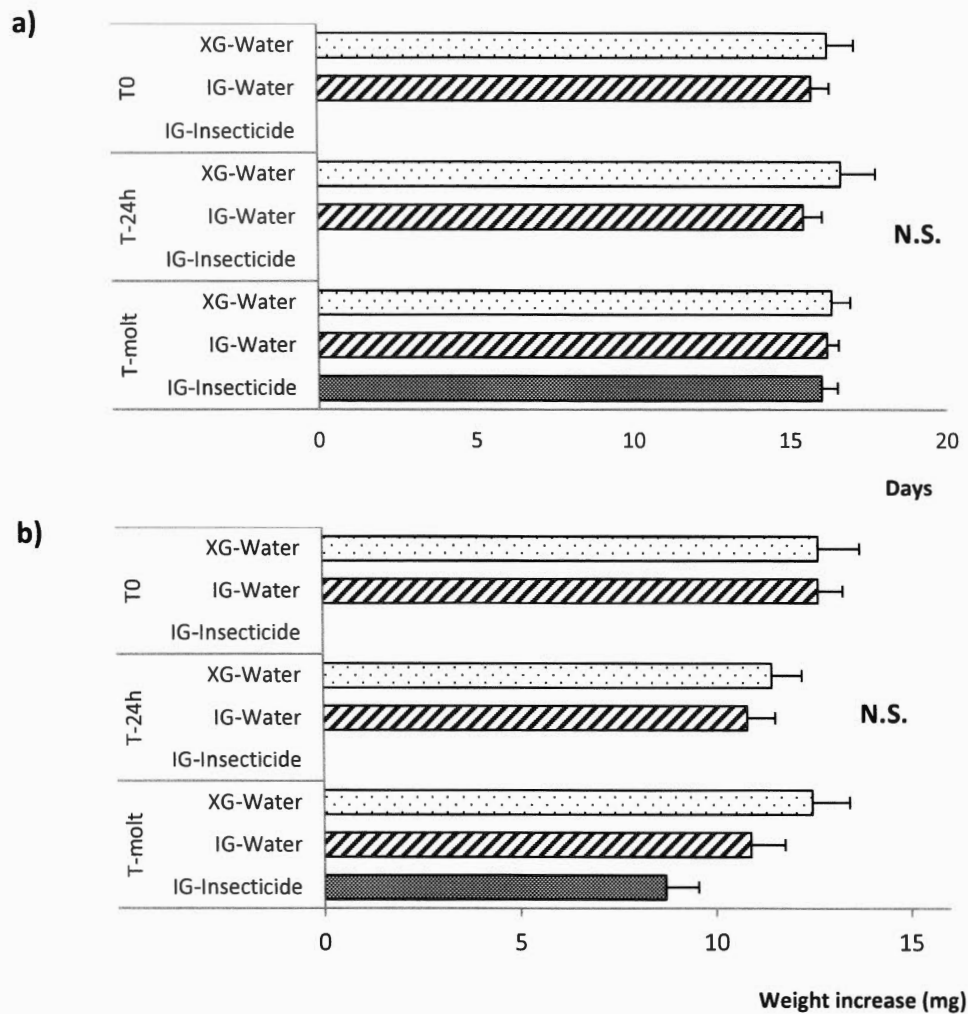 a)
T0
XG-Water
IG-Water
IG-Insecticide
T-24h
XG-Water
IG-Water
IG-Insecticide
N.S.
T-molt
XG-Water
IG-Water
IG-Insecticide
0 5 10 15 20
Days
b)
T0
XG-Water
IG-Water
IG-Insecticide
T-24h
XG-Water
IG-Water
IG-Insecticide
N.S.
T-molt
XG-Water
IG-Water
IG-Insecticide
0 5 10 15
Weight increase (mg)